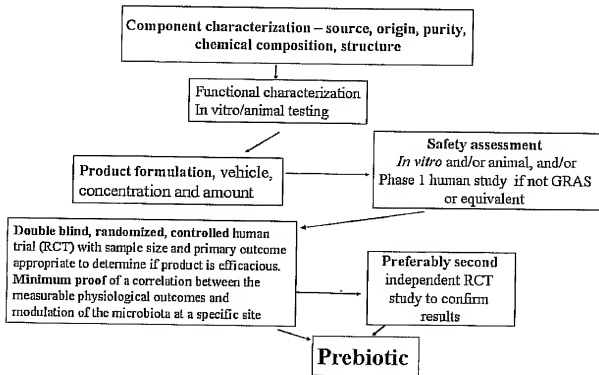 Component characterization – source, origin, purity,
chemical composition, structure
Functional characterization
In vitro/animal testing
Product formulation, vehicle,
concentration and amount
Safety assessment
In vitro and/or animal, and/or
Phase 1 human study if not GRAS
or equivalent
Double blind, randomized, controlled human
trial (RCT) with sample size and primary outcome
appropriate to determine if product is efficacious.
Minimum proof of a correlation between the
measurable physiological outcomes and
modulation of the microbiota at a specific site
Preferably second
independent RCT
study to confirm
results
Prebiotic